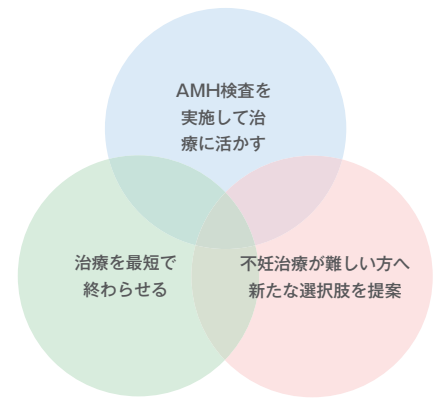 AMH検査を
実施して治
療に活かす
治療を最短で
終わらせる
不妊治療が難しい方へ
新たな選択肢を提案